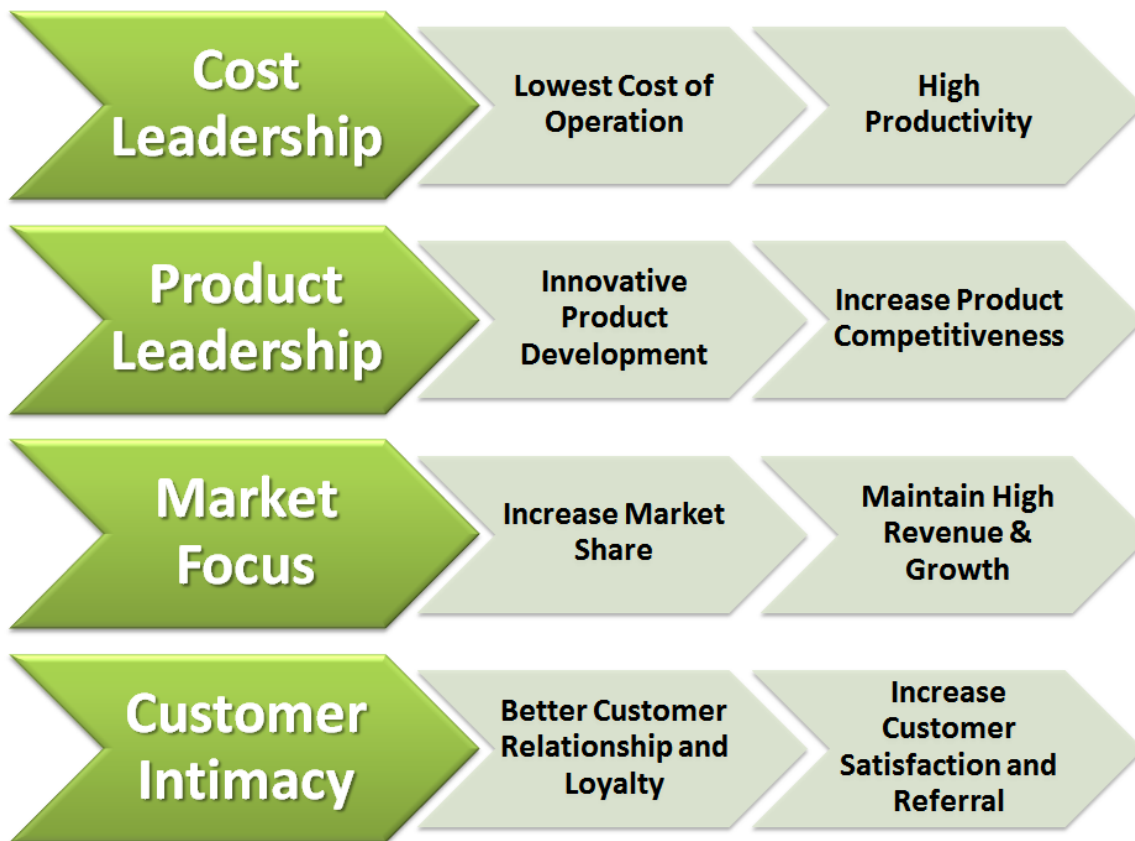 Cost
Leadership
Lowest Cost of
Operation
High
Productivity
Product
Leadership
Innovative
Product
Development
Increase Product
Competitiveness
Market
Focus
Increase Market
Share
Maintain High
Revenue &
Growth
Customer
Intimacy
Better Customer
Relationship and
Loyalty
Increase
Customer
Satisfaction and
Referral